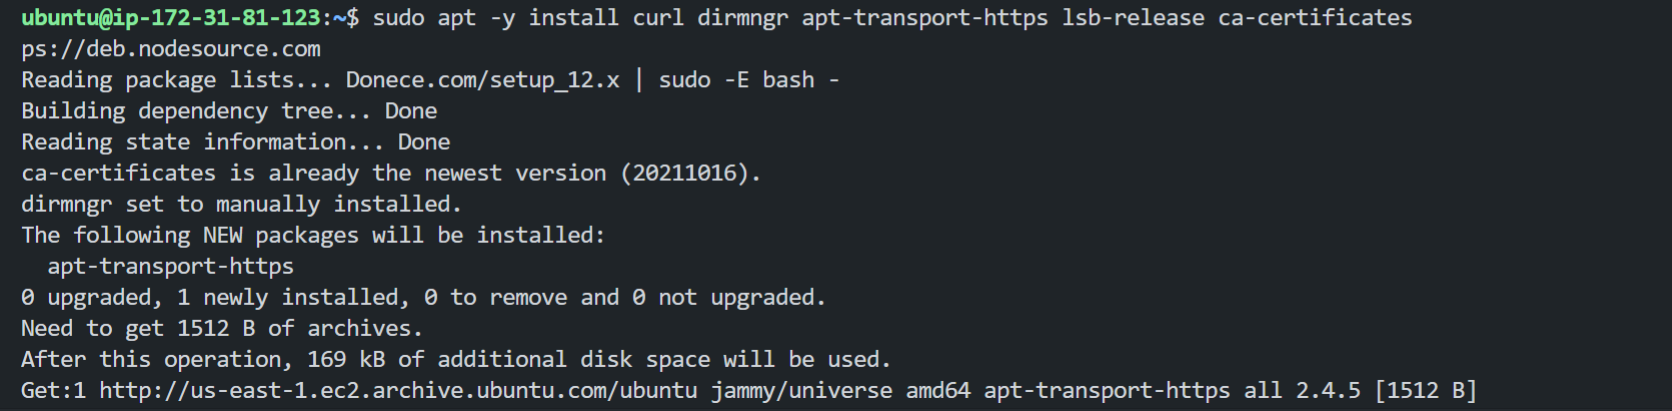 ubuntu@ip-172-31-81-123:~$ sudo apt -y install curl dirmngr apt-transport-https lsb-release ca-certificates
ps://deb.nodesource.com
Reading package lists... Donece.com/setup_12.x | sudo -E bash -
Building dependency tree... Done
Reading state information... Done
ca-certificates is already the newest version (20211016).
dirmngr set to manually installed.
The following NEW packages will be installed:
  apt-transport-https
0 upgraded, 1 newly installed, 0 to remove and 0 not upgraded.
Need to get 1512 B of archives.
After this operation, 169 kB of additional disk space will be used.
Get:1 http://us-east-1.ec2.archive.ubuntu.com/ubuntu jammy/universe amd64 apt-transport-https all 2.4.5 [1512 B]